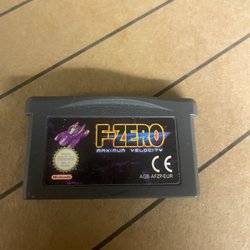 F-ZERO
MAXIMUM VELOCITY
Nintendo
CE
AGB-AFZP-EUR